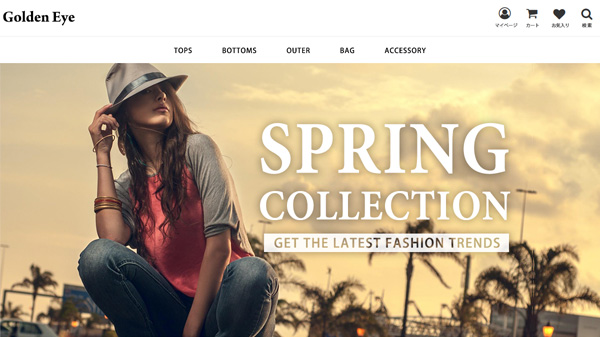 Golden Eye
マイページ カート お気入り 検索
TOPS BOTTOMS OUTER BAG ACCESSORY
SPRING
COLLECTION
GET THE LATEST FASHION TRENDS